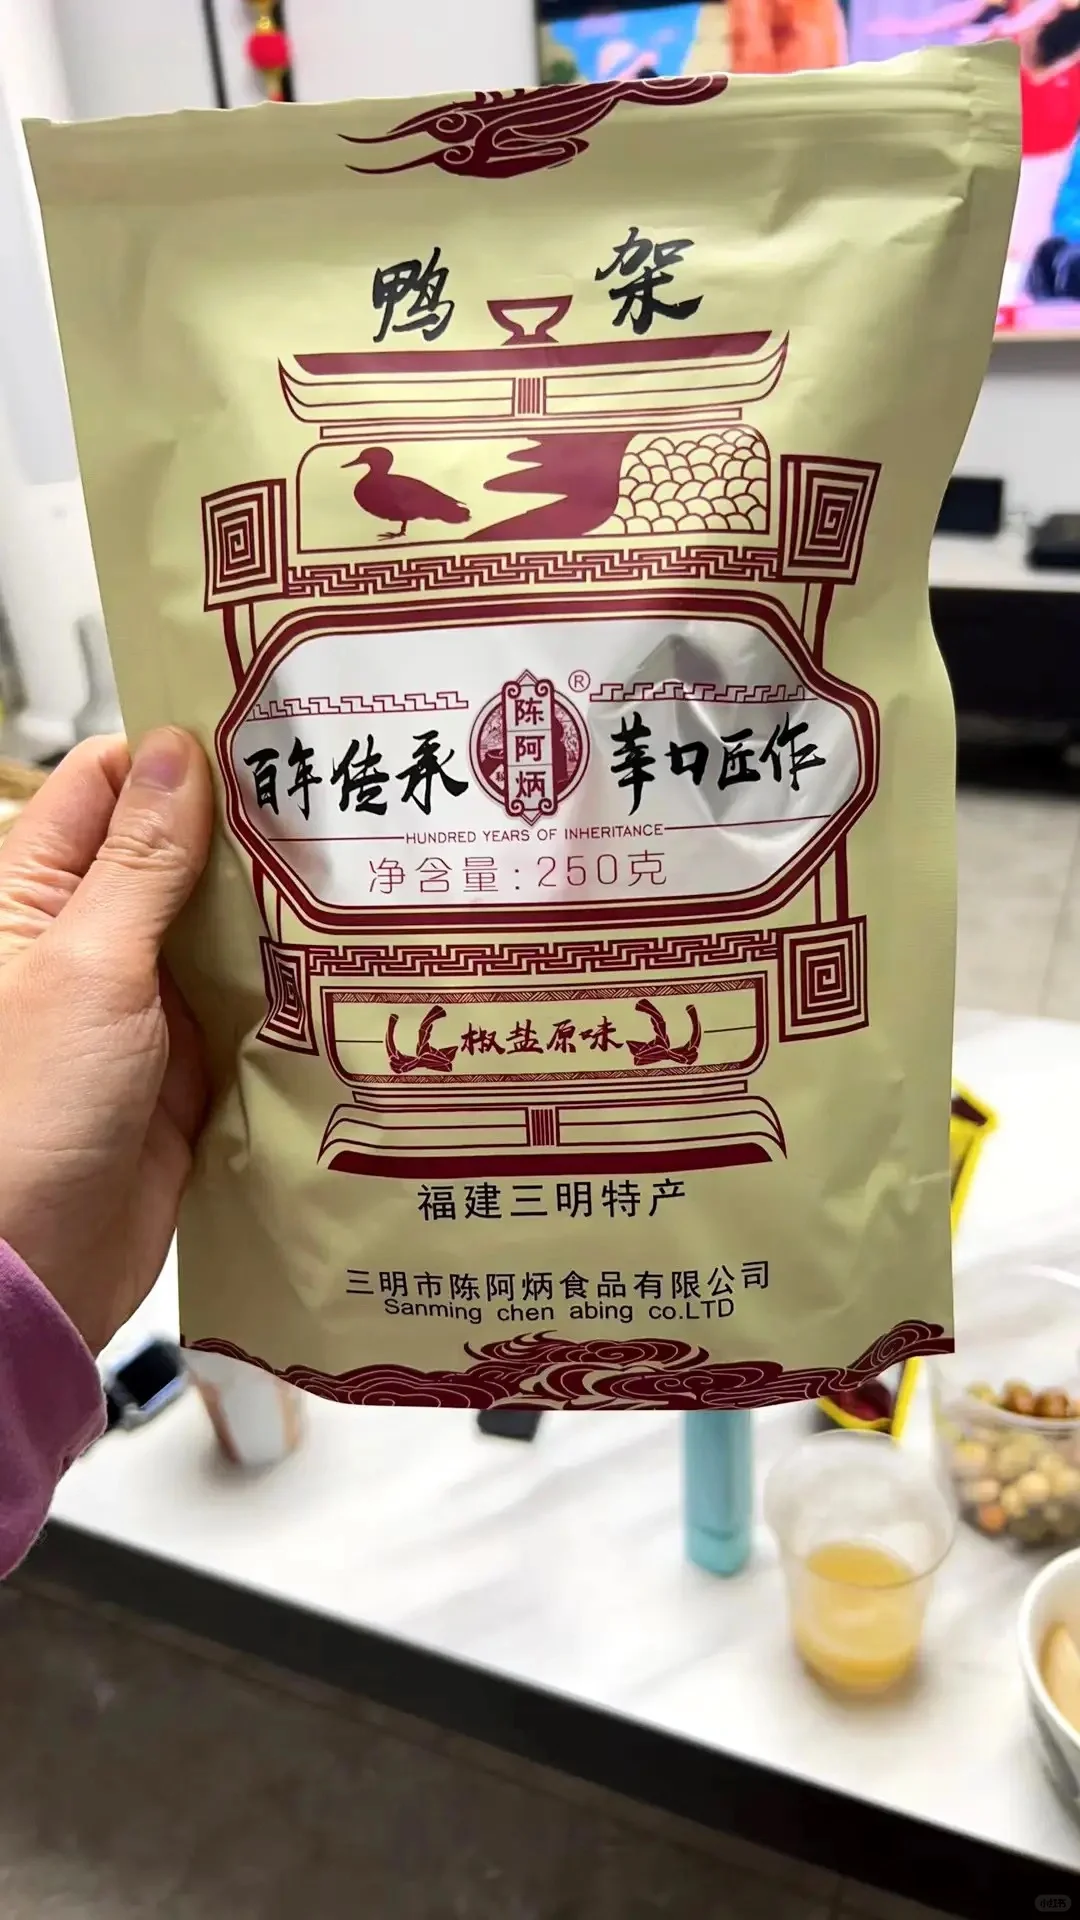 鸭 架
陈阿炳
®
百年传承 莘口匠作
HUNDRED YEARS OF INHERITANCE
净含量:250克
椒盐原味
福建三明特产
三明市陈阿炳食品有限公司
Sanming chen abing co.LTD